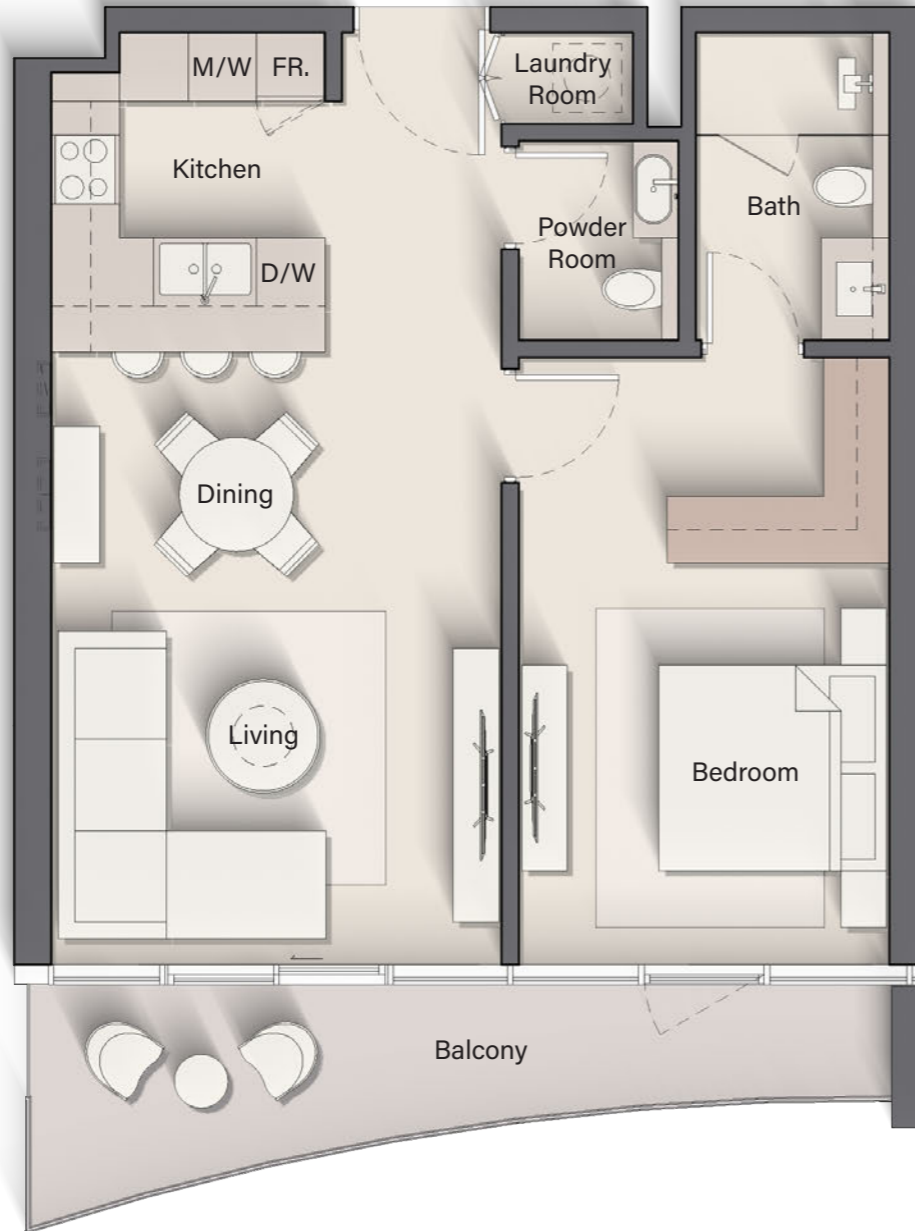 M/W FR.
Laundry
Room
Kitchen
Powder
Room
Bath
D/W
Dining
Living
Bedroom
Balcony